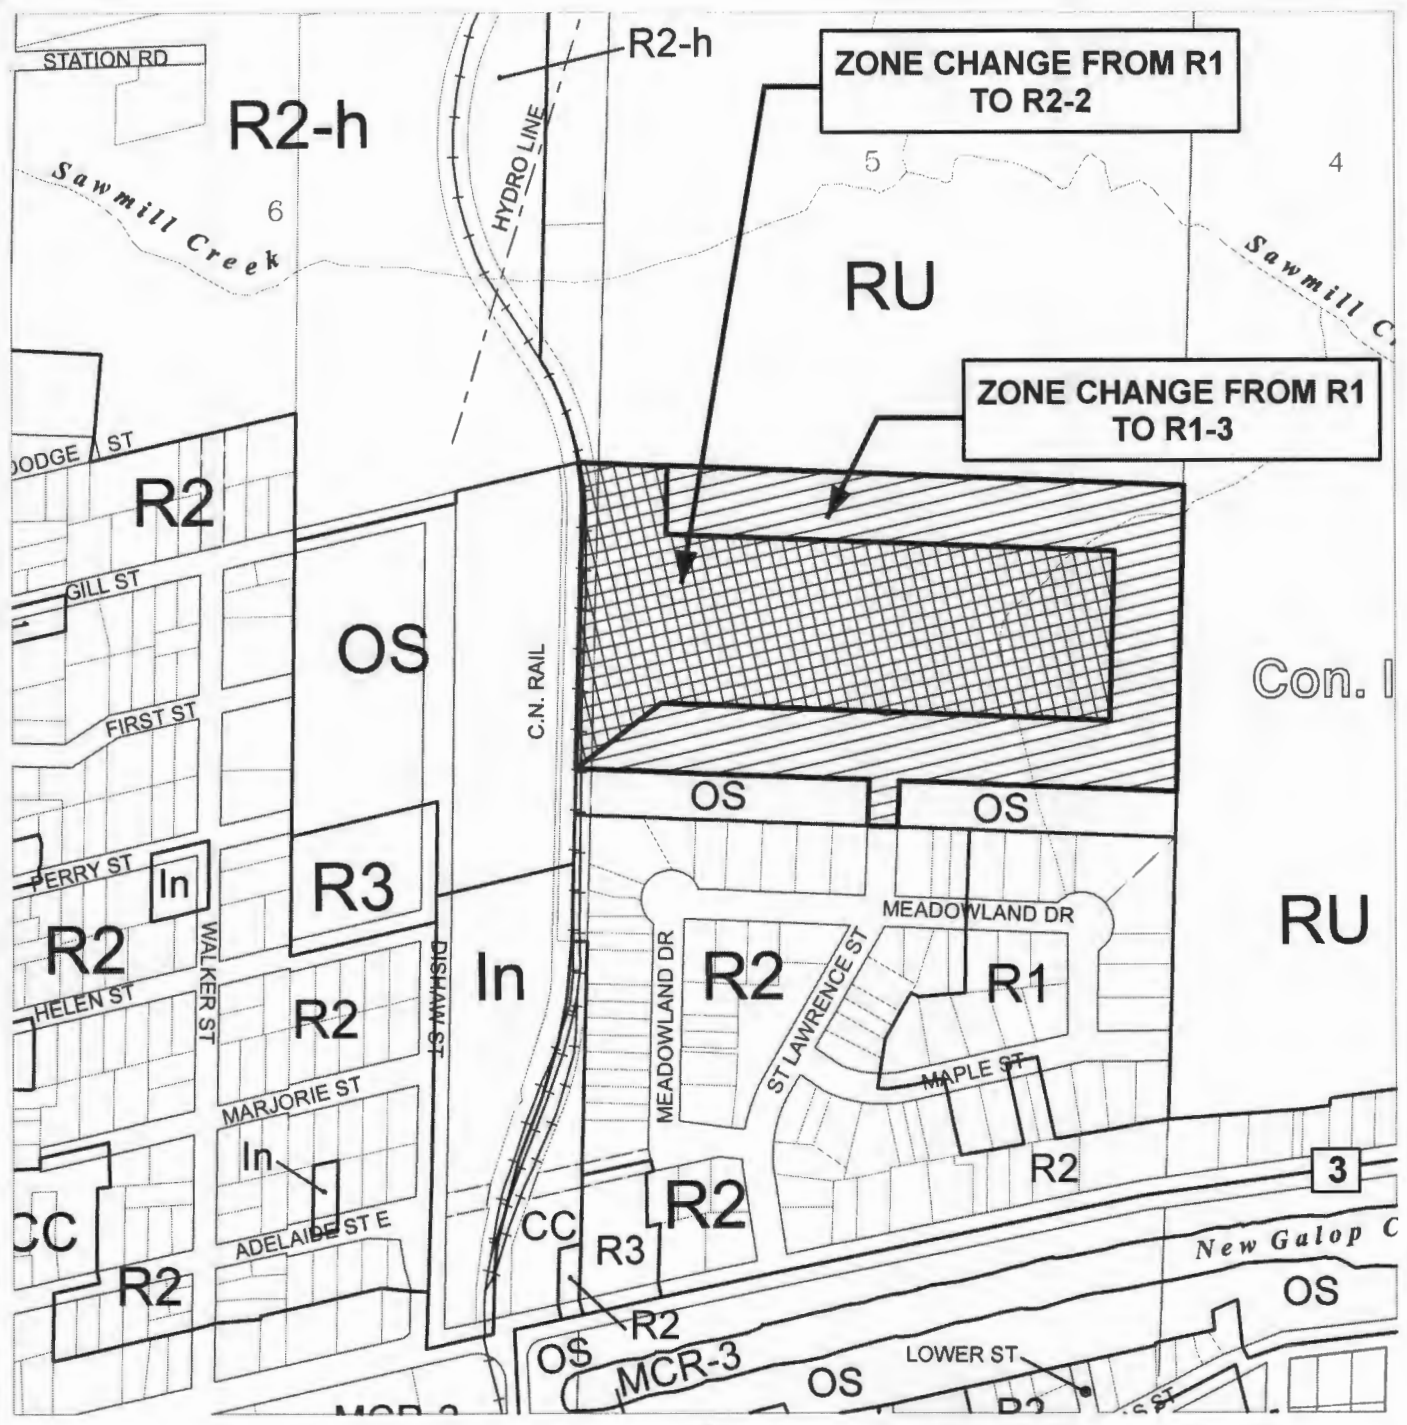 STATION RD
R2-h
ZONE CHANGE FROM R1
TO R2-2
R2-h
HYDRO LINE
5
4
Sawmill Creek
6
RU
Sawmill
ZONE CHANGE FROM R1
TO R1-3
ST
R2
GILL ST
OS
C.N. RAIL
Con.
FIRST ST
OS
OS
PERRY ST
In
R3
MEADOWLAND DR
RU
R2
WALKER ST
DISHAW ST
In
MEADOWLAND DR
R2
ST LAWRENCE ST
R1
HELEN ST
R2
MAPLE ST
MARJORIE ST
In
R2
3
CC
ADELAIDE ST E
CC
R3
R2
New Galop
R2
R2
OS
OS
MCR-3
OS
LOWER ST